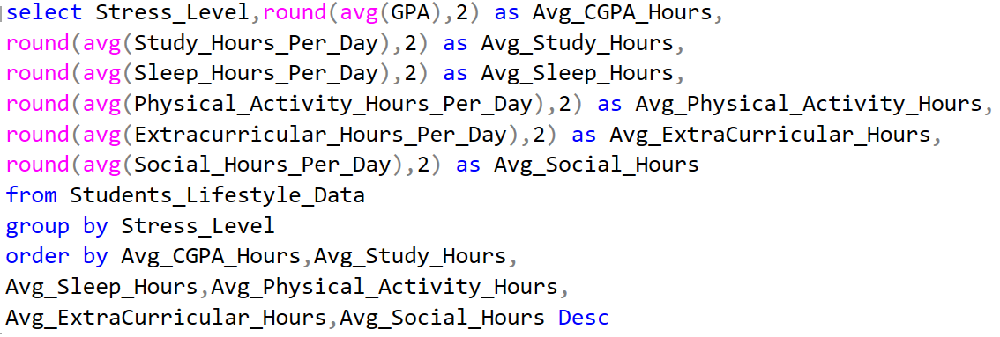 select Stress_Level,round(avg(GPA),2) as Avg_CGPA_Hours,
round(avg(Study_Hours_Per_Day),2) as Avg_Study_Hours,
round(avg(Sleep_Hours_Per_Day),2) as Avg_Sleep_Hours,
round(avg(Physical_Activity_Hours_Per_Day),2) as Avg_Physical_Activity_Hours,
round(avg(Extracurricular_Hours_Per_Day),2) as Avg_ExtraCurricular_Hours,
round(avg(Social_Hours_Per_Day),2) as Avg_Social_Hours
from Students_Lifestyle_Data
group by Stress_Level
order by Avg_CGPA_Hours,Avg_Study_Hours,
Avg_Sleep_Hours,Avg_Physical_Activity_Hours,
Avg_ExtraCurricular_Hours,Avg_Social_Hours Desc